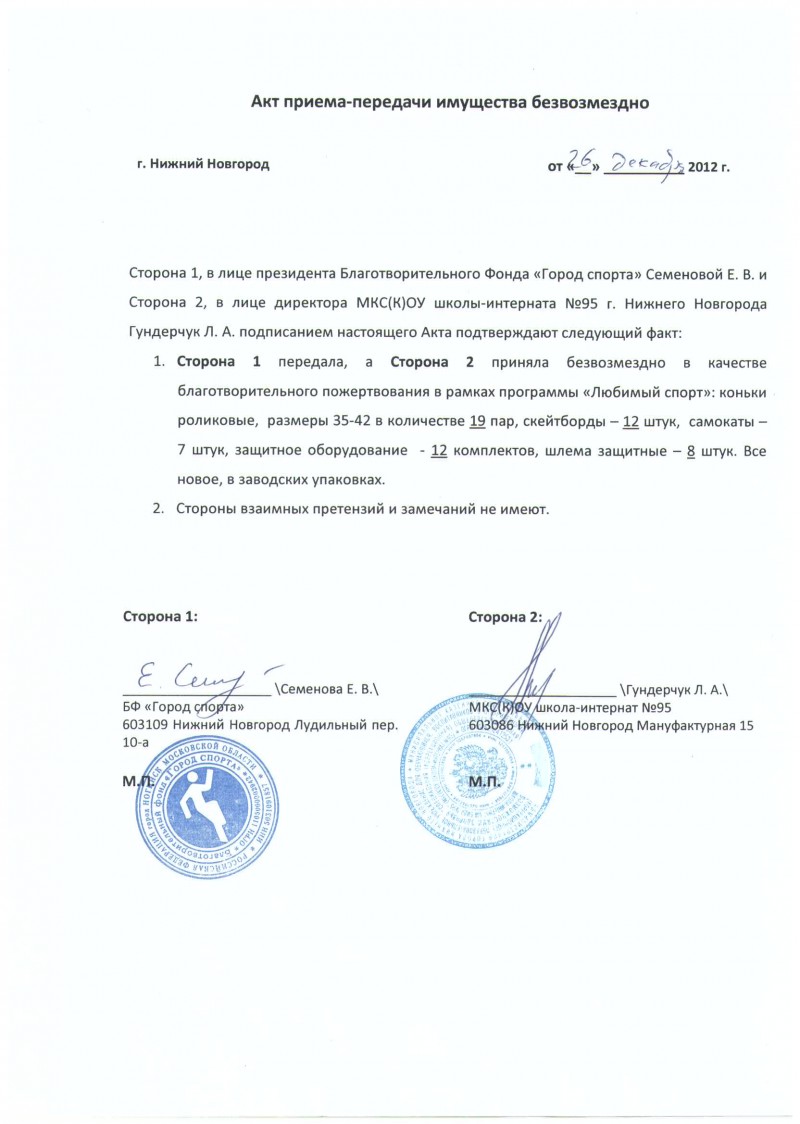 Акт приема-передачи имущества безвозмездно
г. Нижний Новгород от «26» декабря 2012 г.
Сторона 1, в лице президента Благотворительного Фонда «Город спорта» Семеновой Е. В. и
Сторона 2, в лице директора МКС(К)ОУ школы-интерната №95 г. Нижнего Новгорода
Гундерчук Л. А. подписанием настоящего Акта подтверждают следующий факт:
1. Сторона 1 передала, а Сторона 2 приняла безвозмездно в качестве
благотворительного пожертвования в рамках программы «Любимый спорт»: коньки
роликовые, размеры 35-42 в количестве 19 пар, скейтборды – 12 штук, самокаты –
7 штук, защитное оборудование - 12 комплектов, шлема защитные – 8 штук. Все
новое, в заводских упаковках.
2. Стороны взаимных претензий и замечаний не имеют.
Сторона 1: Сторона 2:
\Семенова Е. В.\ \Гундерчук Л. А.\
БФ «Город спорта» МКС(К)ОУ школа-интернат №95
603109 Нижний Новгород Лудильный пер. 603086 Нижний Новгород Мануфактурная 15
10-а
М.П. М.П.
РОССИЙСКАЯ ФЕДЕРАЦИЯ город НОГИНСК МОСКОВСКОЙ ОБЛАСТИ
Благотворительный фонд «ГОРОД СПОРТА»